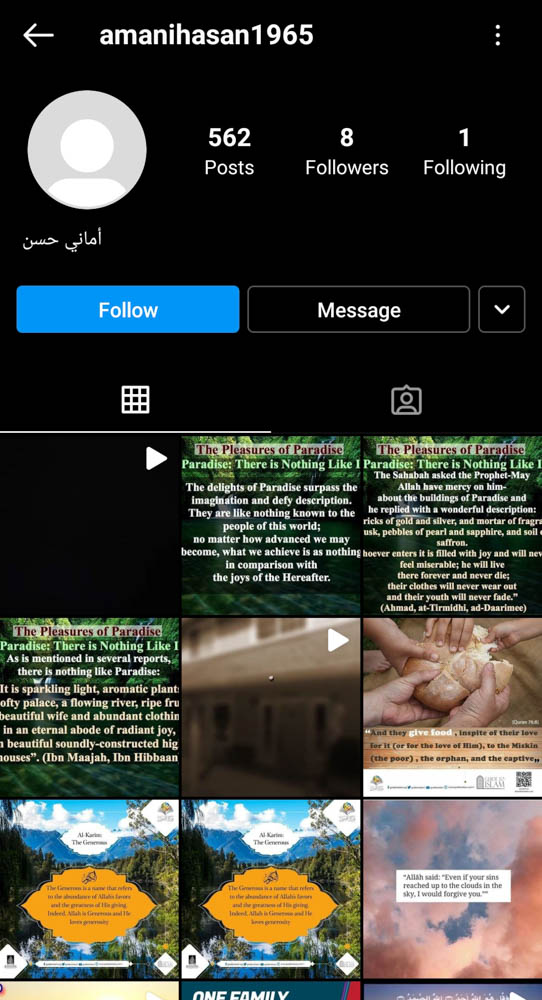 amanihasan1965
562
8
1
Posts
Followers
Following
أماني حسن
Follow
Message
The Pleasures of Paradise
Paradise: There is Nothing Like I
The delights of Paradise surpass the
imagination and defy description.
They are like nothing known to the
people of this world;
no matter how advanced we may
become, what we achieve is as nothing
in comparison with
the joys of the Hereafter.
The Pleasures of Paradise
Paradise: There is Nothing Like I
The Sahabah asked the Prophet-May
Allah have mercy on him-
about the buildings of Paradise and
he replied with a wonderful description:
ricks of gold and silver, and mortar of fragra
usk, pebbles of pearl and sapphire, and soil o
saffron.
hoever enters it is filled with joy and will nev
feel miserable; he will live
there forever and never die;
their clothes will never wear out
and their youth will never fade."
(Ahmad, at-Tirmidhi, ad-Daarimee)
The Pleasures of Paradise
Paradise: There is Nothing Like I
As is mentioned in several reports,
there is nothing like Paradise:
It is sparkling light, aromatic plants
ofty palace, a flowing river, ripe fru
beautiful wife and abundant clothin
in an eternal abode of radiant joy,
n beautiful soundly-constructed hig
houses”. (Ibn Maajah, Ibn Hibbaan
(Quran 76:8)
“And they give food , inspite of their love
for it (or for the love of Him), to the Miskin
(the poor) , the orphan, and the captive„
GUIDE TO
ISLAM
Al-Karim:
The Generous
The Generous is a name that refers
to the abundance of Allah's favors
and the greatness of His giving.
Indeed, Allah is Generous and He
loves generosity
Al-Karim:
The Generous
The Generous is a name that refers
to the abundance of Allah's favors
and the greatness of His giving.
Indeed, Allah is Generous and He
loves generosity
“Allāh said: “Even if your sins
reached up to the clouds in the
sky, I would forgive you.””
ONE FAMILY